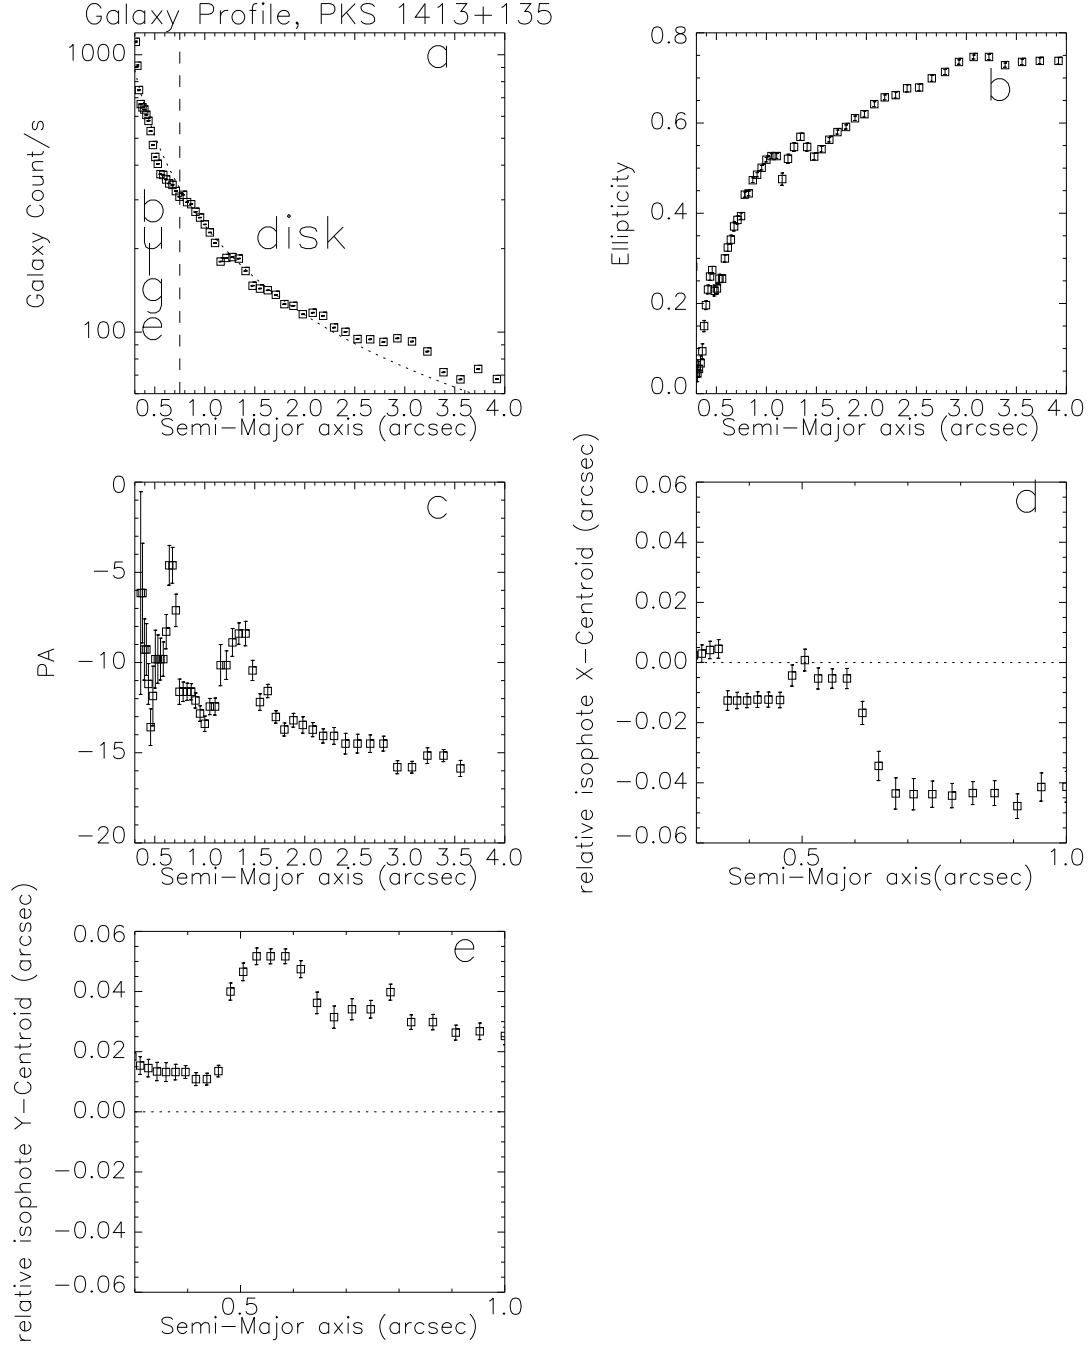 Galaxy Profile, PKS 1413+135
a
1000
100
Galaxy Count/s
bulge
disk
0.5 1.0 1.5 2.0 2.5 3.0 3.5 4.0
Semi-Major axis (arcsec)
b
0.8
0.6
0.4
0.2
0.0
Ellipticity
0.5 1.0 1.5 2.0 2.5 3.0 3.5 4.0
Semi-Major axis (arcsec)
c
0
-5
-10
-15
-20
PA
0.5 1.0 1.5 2.0 2.5 3.0 3.5 4.0
Semi-Major axis (arcsec)
d
0.06
0.04
0.02
0.00
-0.02
-0.04
-0.06
relative isophote X-Centroid (arcsec)
0.5 1.0
Semi-Major axis(arcsec)
e
0.06
0.04
0.02
0.00
-0.02
-0.04
-0.06
relative isophote Y-Centroid (arcsec)
0.5 1.0
Semi-Major axis (arcsec)